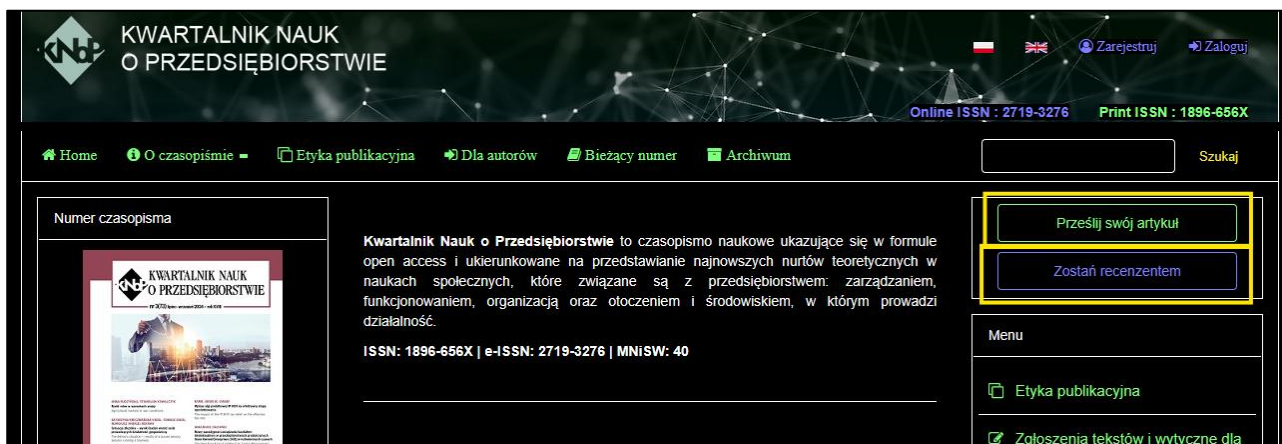 KNoP
KWARTALNIK NAUK
O PRZEDSIĘBIORSTWIE
Zarejestruj
Zaloguj
Online ISSN : 2719-3276
Print ISSN : 1896-656X
Home
O czasopiśmie
Etyka publikacyjna
Dla autorów
Bieżący numer
Archiwum
Szukaj
Numer czasopisma
KWARTALNIK NAUK
O PRZEDSIĘBIORSTWIE
Kwartalnik Nauk o Przedsiębiorstwie to czasopismo naukowe ukazujące się w formule
open access i ukierunkowane na przedstawianie najnowszych nurtów teoretycznych w
naukach społecznych, które związane są z przedsiębiorstwem: zarządzaniem,
funkcjonowaniem, organizacją oraz otoczeniem i środowiskiem, w którym prowadzi
działalność.
ISSN: 1896-656X | e-ISSN: 2719-3276 | MNiSW: 40
Prześlij swój artykuł
Zostań recenzentem
Menu
Etyka publikacyjna
Zgłoszenia tekstów i wytyczne dla